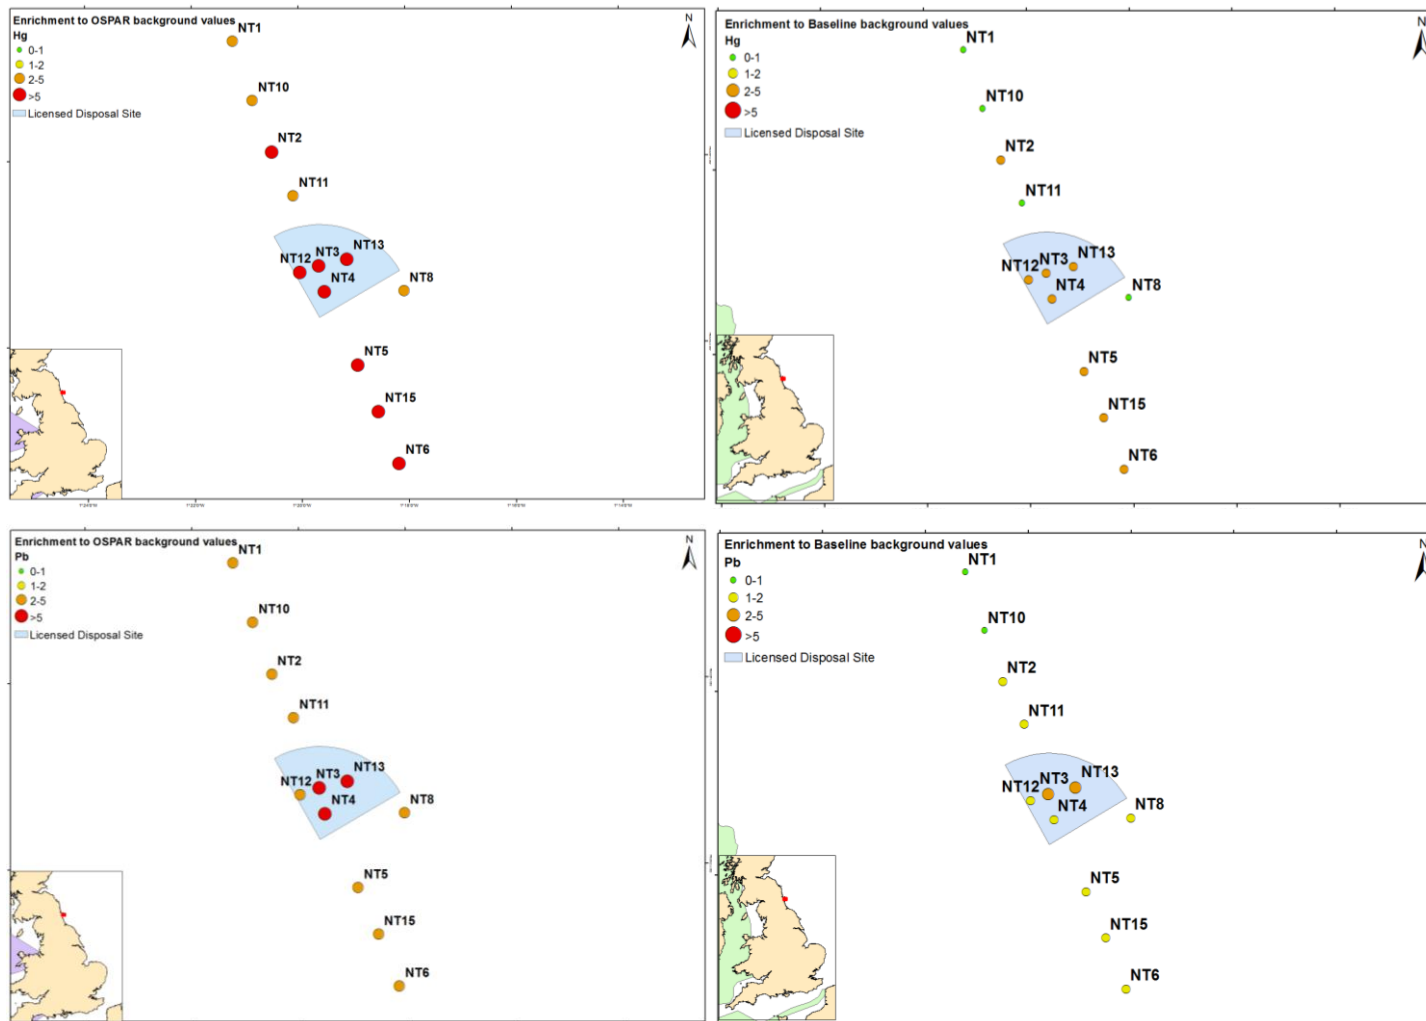 Enrichment to OSPAR background values
Hg
0-1
1-2
2-5
>5
Licensed Disposal Site
N
NT1
NT10
NT2
NT11
NT12
NT3
NT13
NT4
NT8
NT5
NT15
NT6
Enrichment to Baseline background values
Hg
0-1
1-2
2-5
>5
Licensed Disposal Site
N
NT1
NT10
NT2
NT11
NT12
NT3
NT13
NT4
NT8
NT5
NT15
NT6
Enrichment to OSPAR background values
Pb
0-1
1-2
2-5
>5
Licensed Disposal Site
N
NT1
NT10
NT2
NT11
NT12
NT3
NT13
NT4
NT8
NT5
NT15
NT6
Enrichment to Baseline background values
Pb
0-1
1-2
2-5
>5
Licensed Disposal Site
N
NT1
NT10
NT2
NT11
NT12
NT3
NT13
NT4
NT8
NT5
NT15
NT6